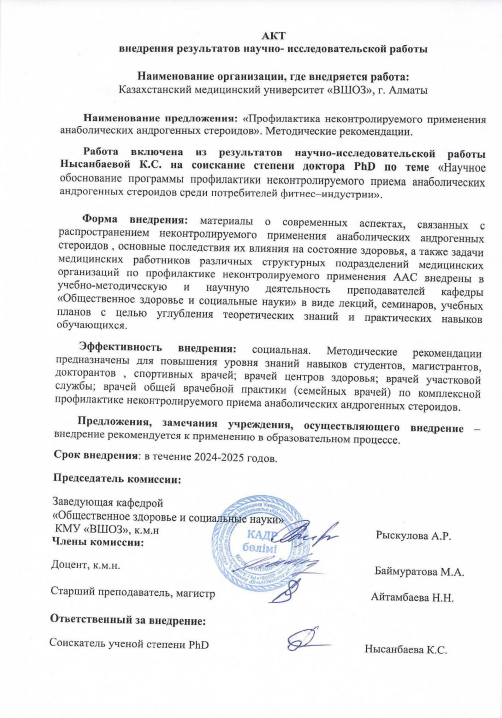 АКТ
внедрения результатов научно- исследовательской работы
Наименование организации, где внедряется работа:
Казахстанский медицинский университет «ВШОЗ», г. Алматы
Наименование предложения: «Профилактика неконтролируемого применения
анаболических андрогенных стероидов». Методические рекомендации.
Работа включена из результатов научно-исследовательской работы
Нысанбаевой К.С. на соискание степени доктора PhD по теме «Научное
обоснование программы профилактики неконтролируемого приема анаболических
андрогенных стероидов среди потребителей фитнес–индустрии».
Форма внедрения: материалы о современных аспектах, связанных с
распространением неконтролируемого применения анаболических андрогенных
стероидов , основные последствия их влияния на состояние здоровья, а также задачи
медицинских работников различных структурных подразделений медицинских
организаций по профилактике неконтролируемого применения ААС внедрены в
учебно-методическую и научную деятельность преподавателей кафедры
«Общественное здоровье и социальные науки» в виде лекций, семинаров, учебных
планов с целью углубления теоретических знаний и практических навыков
обучающихся.
Эффективность внедрения: социальная. Методические рекомендации
предназначены для повышения уровня знаний навыков студентов, магистрантов,
докторантов , спортивных врачей; врачей центров здоровья; врачей участковой
службы; врачей общей врачебной практики (семейных врачей) по комплексной
профилактике неконтролируемого приема анаболических андрогенных стероидов.
Предложения, замечания учреждения, осуществляющего внедрение –
внедрение рекомендуется к применению в образовательном процессе.
Срок внедрения: в течение 2024-2025 годов.
Председатель комиссии:
Заведующая кафедрой
«Общественное здоровье и социальные науки»
КМУ «ВШОЗ», к.м.н Рыскулова А.Р.
КАДР
бөлімі
Члены комиссии:
Доцент, к.м.н. Баймуратова М.А.
Старший преподаватель, магистр Айтамбаева Н.Н.
Ответственный за внедрение:
Соискатель ученой степени PhD Нысанбаева К.С.